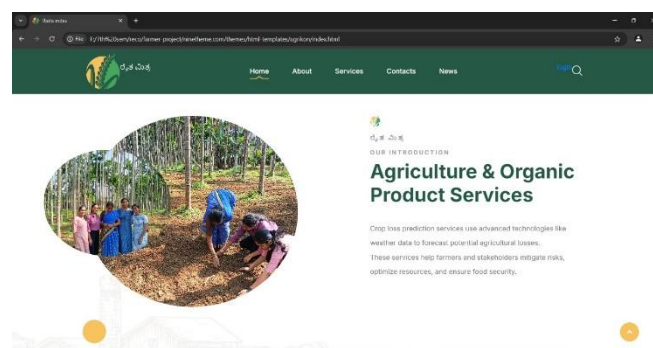 ರೈತ ಮಿತ್ರ
Home About Services Contacts News
ರೈತ ಮಿತ್ರ
OUR INTRODUCTION
Agriculture & Organic
Product Services
Crop loss prediction services use advanced technologies like
weather data to forecast potential agricultural losses.
These services help farmers and stakeholders mitigate risks,
optimize resources, and ensure food security.